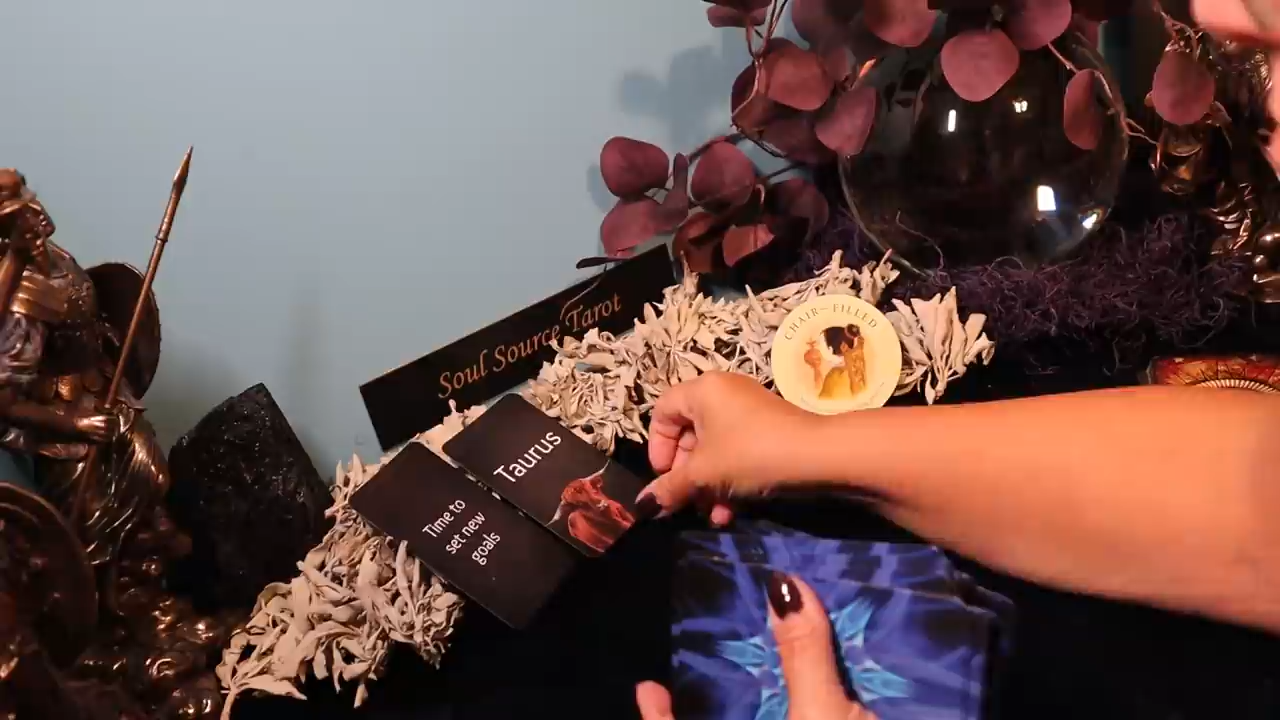 Soul Source Tarot
CHAIR-FILLED
Taurus
Time to
set new
goals